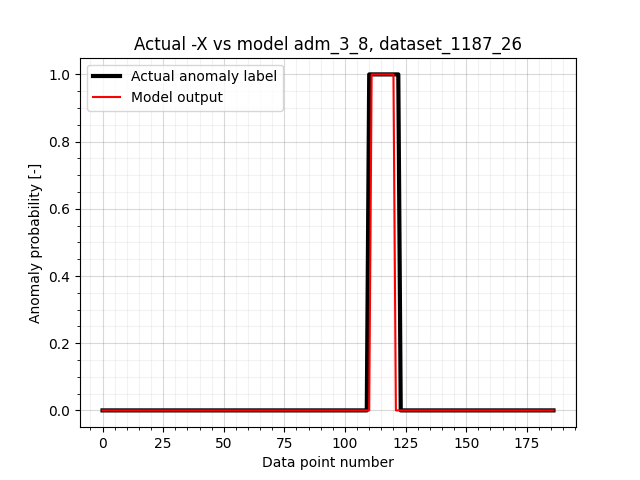 Actual -X vs model adm_3_8, dataset_1187_26
Actual anomaly label
Model output
1.0
0.8
0.6
0.4
0.2
0.0
Anomaly probability [-]
0 25 50 75 100 125 150 175
Data point number